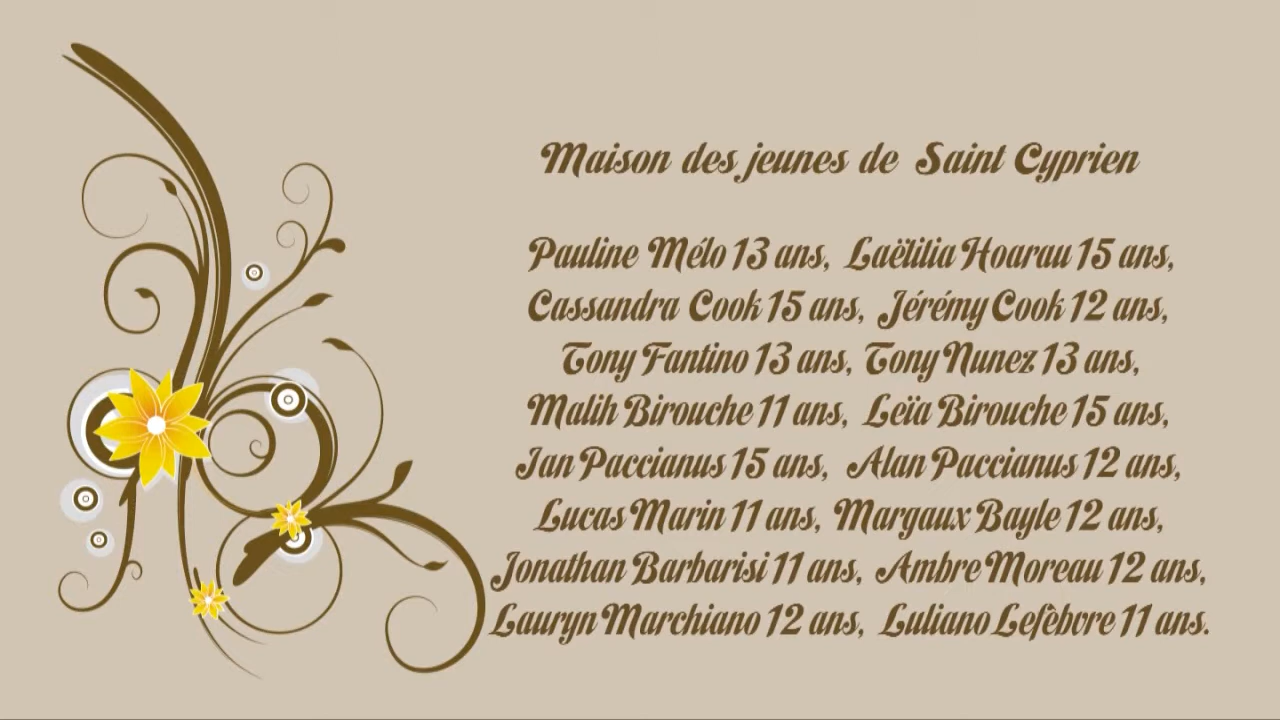 Maison des jeunes de Saint Cyprien
Pauline Mélo 13 ans, Laëtitia Hoarau 15 ans,
Cassandra Cook 15 ans, Jérémy Cook 12 ans,
Tony Fantino 13 ans, Tony Nunez 13 ans,
Malih Birouche 11 ans, Leïa Birouche 15 ans,
Ian Paccianus 15 ans, Alan Paccianus 12 ans,
Lucas Marin 11 ans, Margaux Bayle 12 ans,
Jonathan Barbarisi 11 ans, Ambre Moreau 12 ans,
Lauryn Marchiano 12 ans, Luliano Lefèbvre 11 ans.